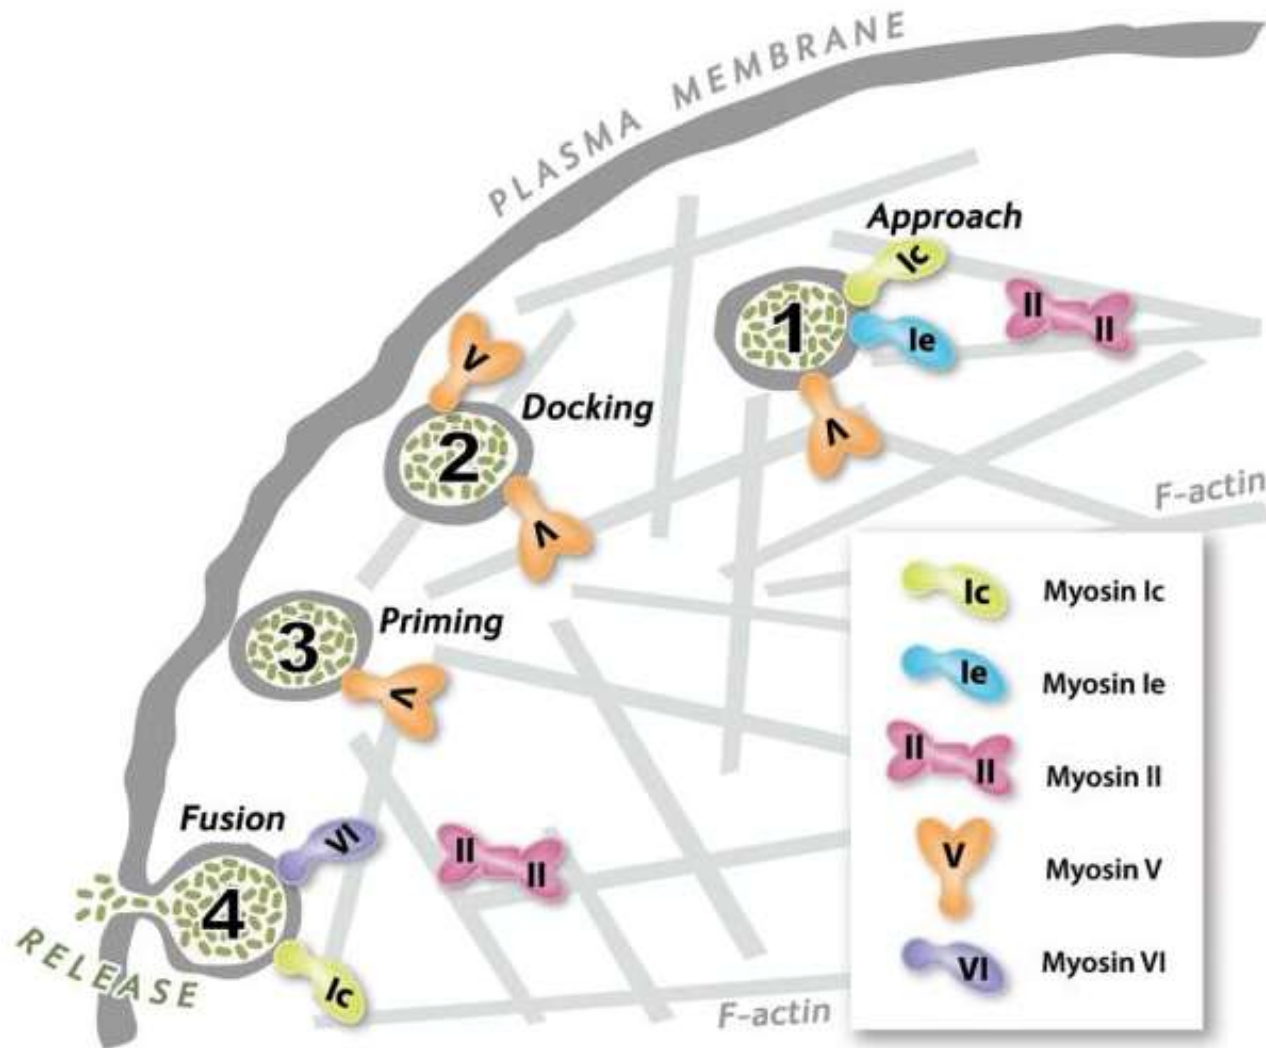 PLASMA MEMBRANE
Approach
Ic
1
Ie
II
II
V
V
Docking
2
V
F-actin
Priming
3
V
Fusion
VI
4
II
II
Ic
RELEASE
F-actin
Ic Myosin Ic
Ie Myosin Ie
II II Myosin II
V Myosin V
VI Myosin VI